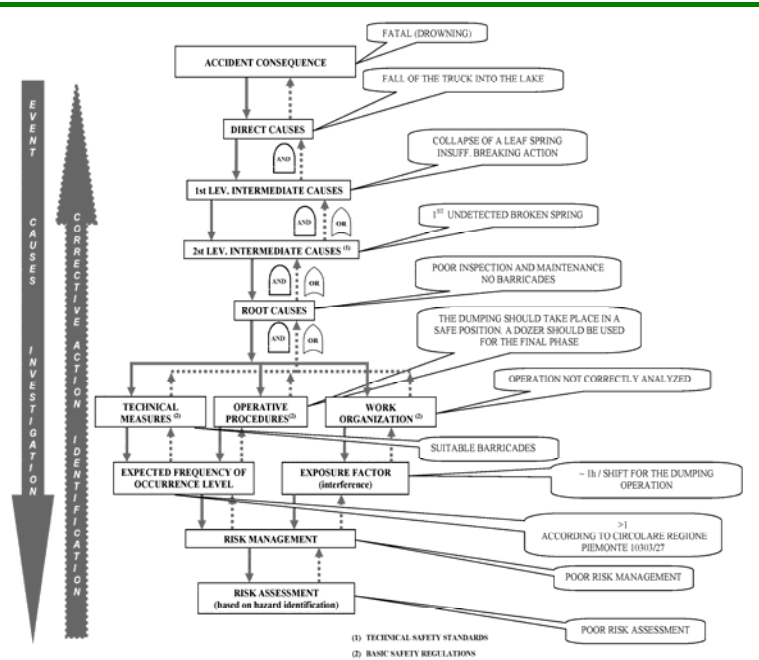 FATAL (DROWNING)
ACCIDENT CONSEQUENCE
FALL OF THE TRUCK INTO THE LAKE
DIRECT CAUSES
AND
COLLAPSE OF A LEAF SPRING
INSUFF. BREAKING ACTION
1st LEV. INTERMEDIATE CAUSES
AND
OR
1ST UNDETECTED BROKEN SPRING
2st LEV. INTERMEDIATE CAUSES (1)
AND
OR
POOR INSPECTION AND MAINTENANCE
NO BARRICADES
ROOT CAUSES
AND
OR
THE DUMPING SHOULD TAKE PLACE IN A
SAFE POSITION. A DOZER SHOULD BE USED
FOR THE FINAL PHASE
OPERATION NOT CORRECTLY ANALYZED
TECHNICAL
MEASURES (2)
OPERATIVE
PROCEDURES(2)
WORK
ORGANIZATION (2)
SUITABLE BARRICADES
EXPECTED FREQUENCY OF
OCCURRENCE LEVEL
EXPOSURE FACTOR
(interference)
~ 1h / SHIFT FOR THE DUMPING
OPERATION
>1
ACCORDING TO CIRCOLARE REGIONE
PIEMONTE 10303/27
RISK MANAGEMENT
POOR RISK MANAGEMENT
RISK ASSESSMENT
(based on hazard identification)
POOR RISK ASSESSMENT
(1) TECHNICAL SAFETY STANDARDS
(2) BASIC SAFETY REGULATIONS
EVENT CAUSES INVESTIGATION
CORRECTIVE ACTION IDENTIFICATION